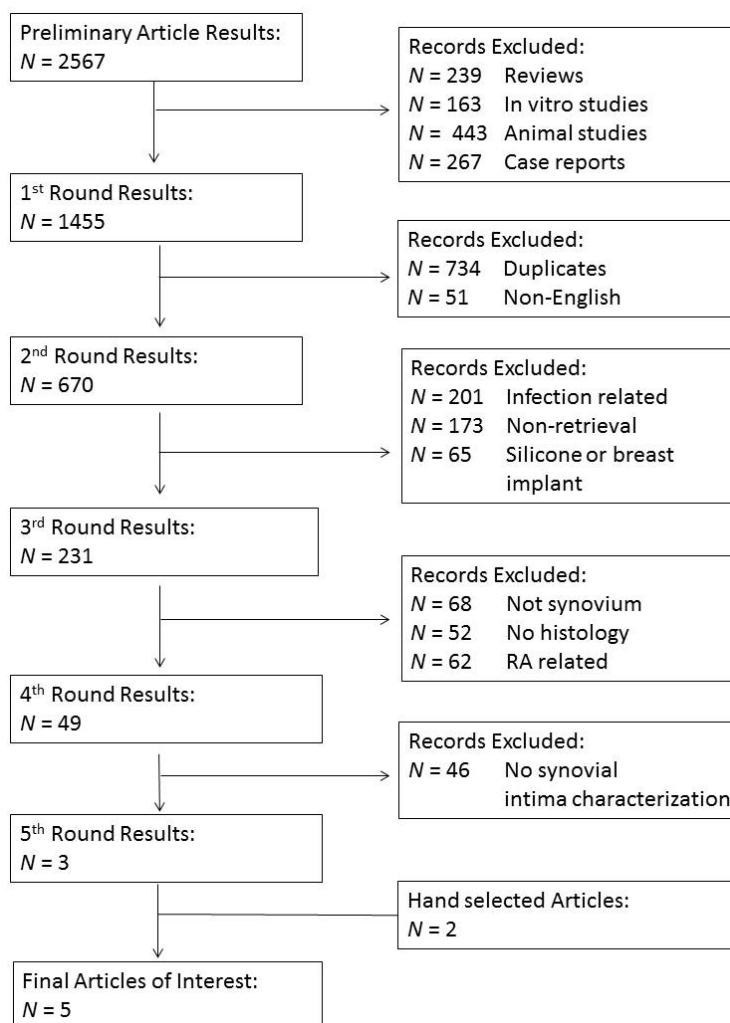 Preliminary Article Results:
N = 2567
Records Excluded:
N = 239 Reviews
N = 163 In vitro studies
N = 443 Animal studies
N = 267 Case reports
1st Round Results:
N = 1455
Records Excluded:
N = 734 Duplicates
N = 51 Non-English
2nd Round Results:
N = 670
Records Excluded:
N = 201 Infection related
N = 173 Non-retrieval
N = 65 Silicone or breast
implant
3rd Round Results:
N = 231
Records Excluded:
N = 68 Not synovium
N = 52 No histology
N = 62 RA related
4th Round Results:
N = 49
Records Excluded:
N = 46 No synovial
intima characterization
5th Round Results:
N = 3
Hand selected Articles:
N = 2
Final Articles of Interest:
N = 5